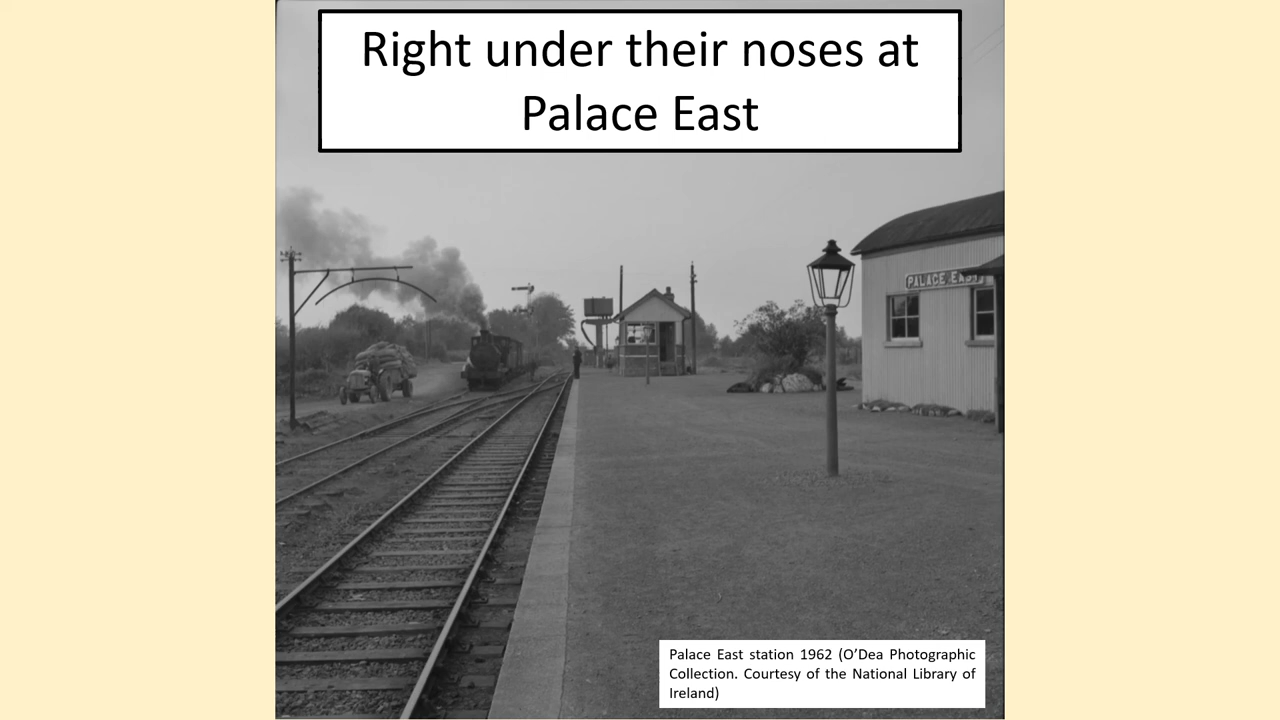 Right under their noses at
Palace East
PALACE EAST
Palace East station 1962 (O’Dea Photographic
Collection. Courtesy of the National Library of
Ireland)